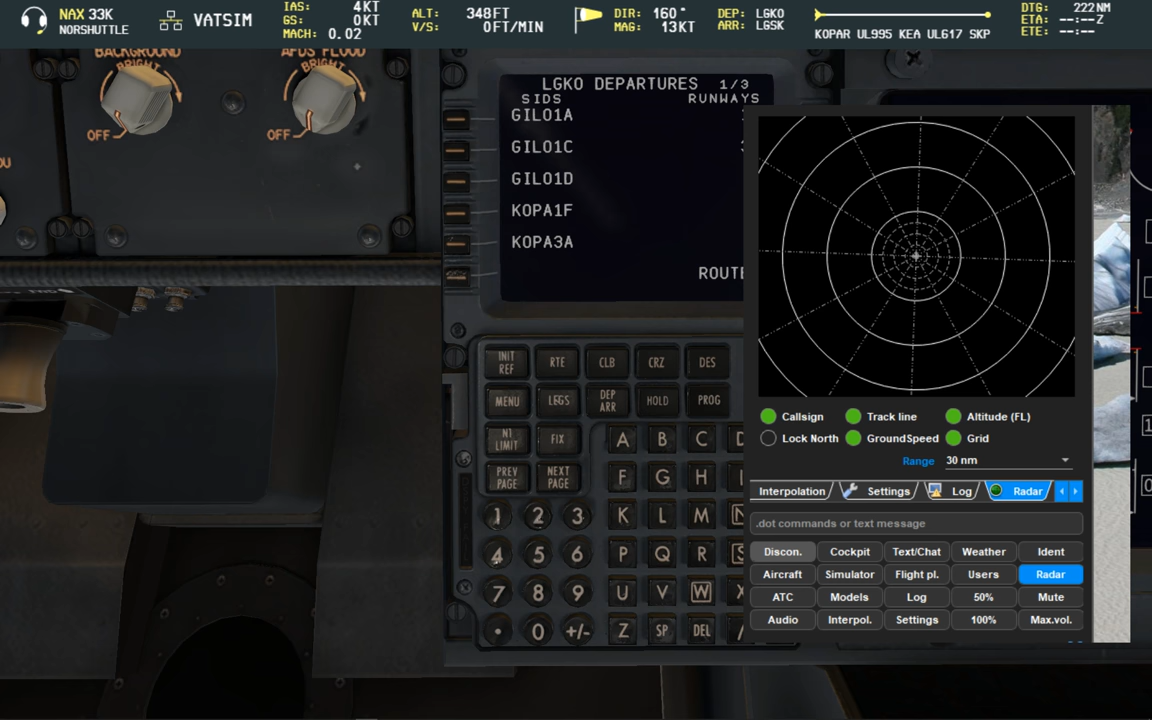 NAX 33K
NORSHUTTLE
VATSIM
IAS: 4KT
GS: 0KT
MACH: 0.02
ALT: 348FT
V/S: 0FT/MIN
DIR: 160°
MAG: 13KT
DEP: LGKO
ARR: LGSK
KOPAR UL995 KEA UL617 SKP
DTG: 222NM
ETA: --:--Z
ETE: --:--
BACKGROUND
BRIGHT
OFF
AFDS FLOOD
BRIGHT
OFF
LGKO DEPARTURES 1/3
SIDS RUNWAYS
GILO1A
GILO1C
GILO1D
KOPA1F
KOPA3A
ROUTE
INIT REF RTE CLB CRZ DES
MENU LEGS DEP ARR HOLD PROG
N1 LIMIT FIX A B C D
PREV PAGE NEXT PAGE F G H I
1 2 3 K L M N
4 5 6 P Q R S
7 8 9 U V W X
. 0 +/- Z SP DEL /
Callsign Track line Altitude (FL)
Lock North GroundSpeed Grid
Range 30 nm
Interpolation Settings Log Radar
.dot commands or text message
Discon. Cockpit Text/Chat Weather Ident
Aircraft Simulator Flight pl. Users Radar
ATC Models Log 50% Mute
Audio Interpol. Settings 100% Max.vol.